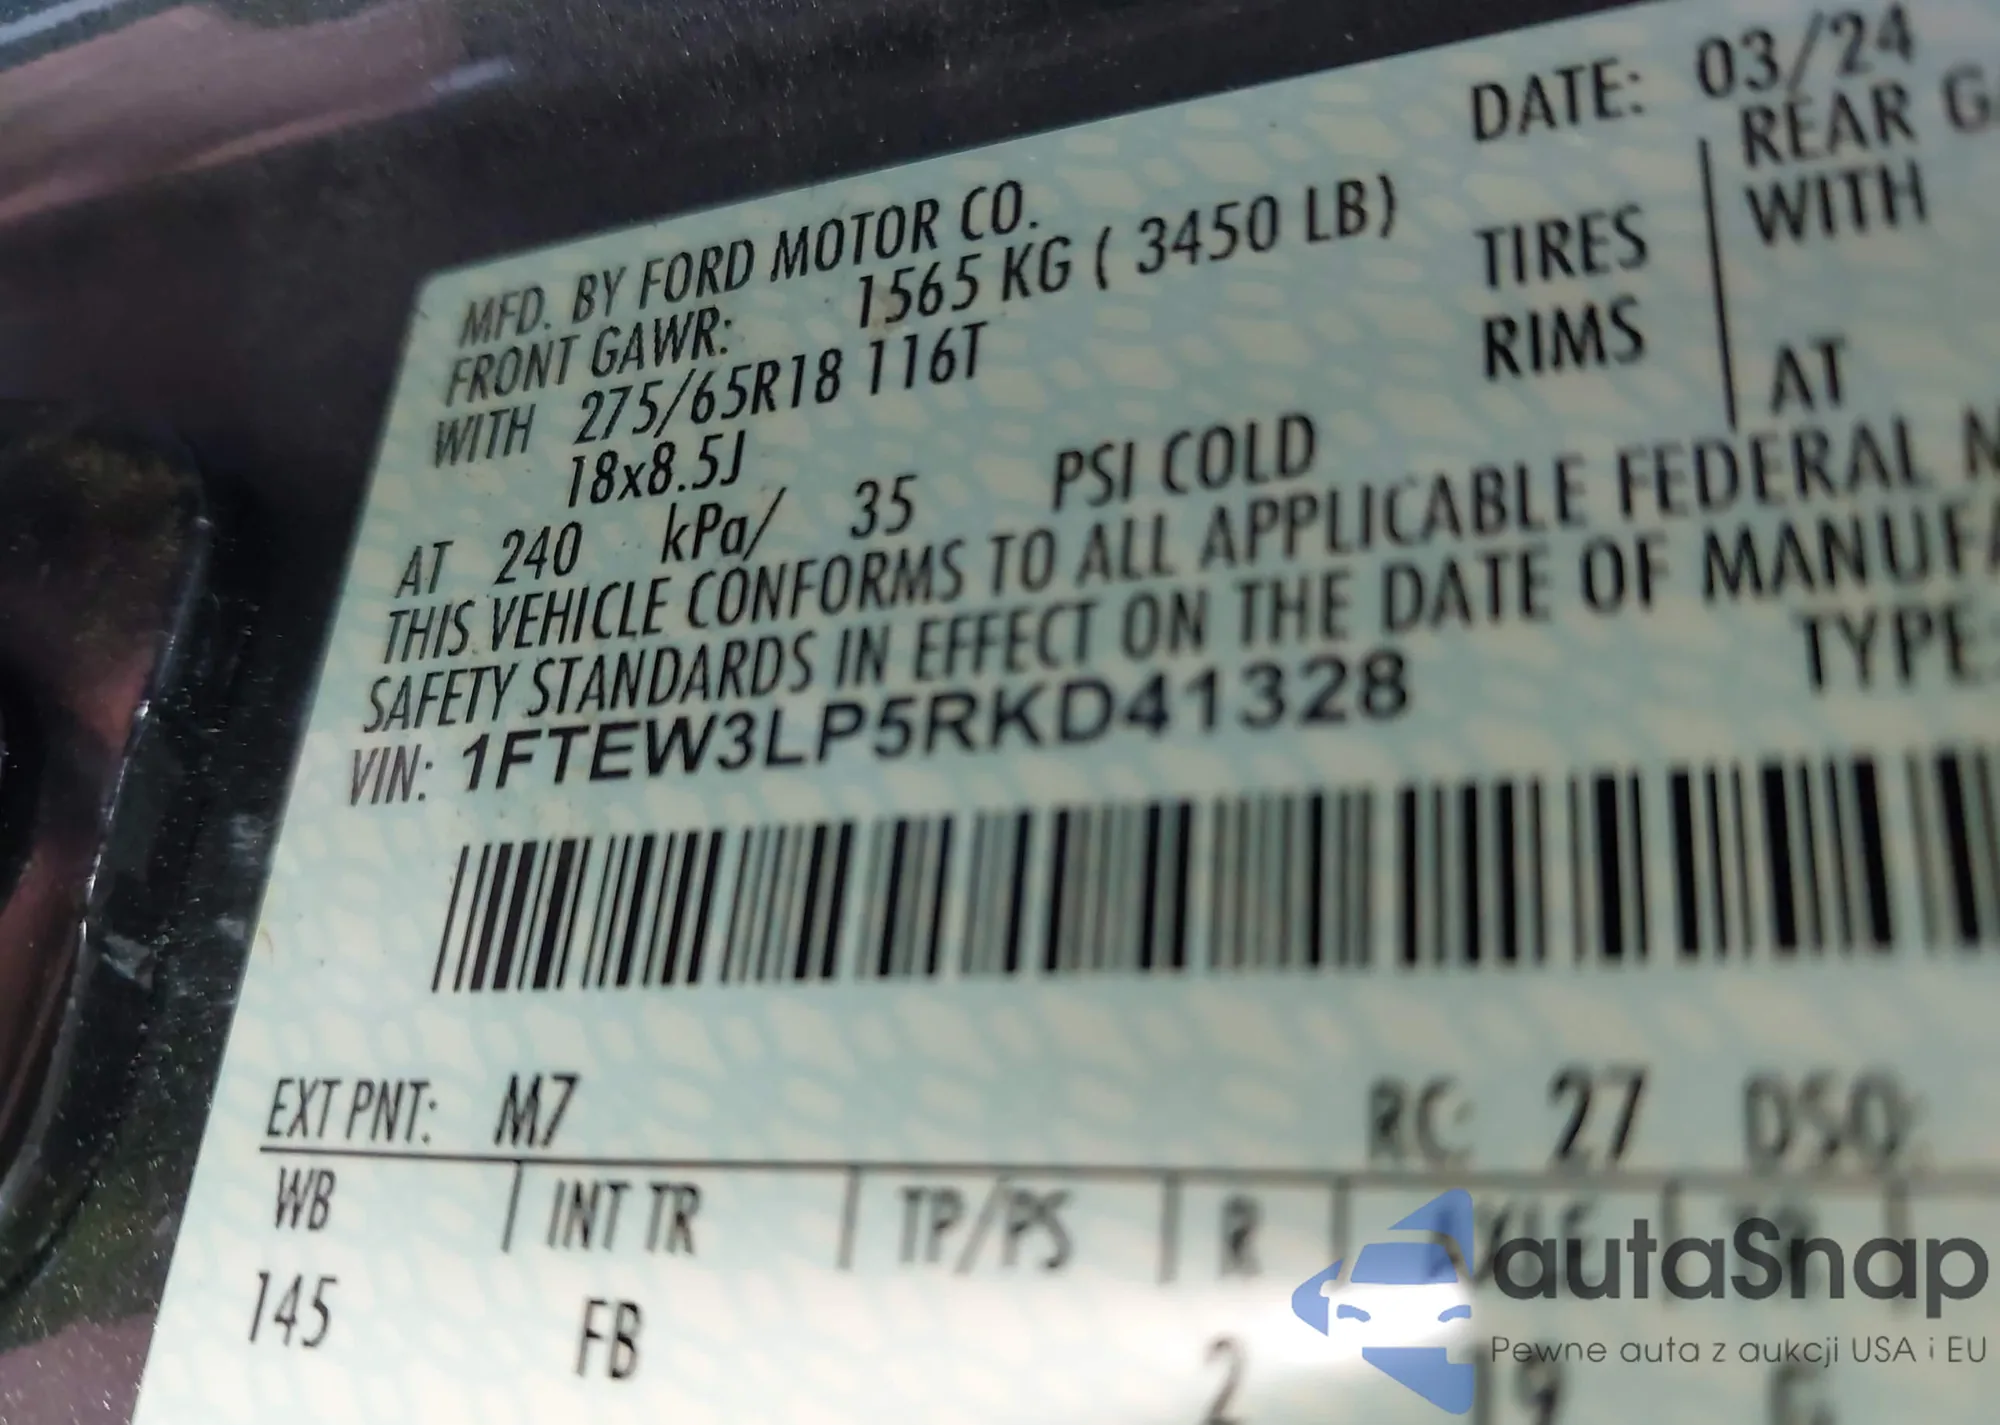 DATE: 03/24
MFD. BY FORD MOTOR CO.
FRONT GAWR: 1565 KG ( 3450 LB)
REAR
WITH 275/65R18 116T TIRES WITH
18x8.5J RIMS
AT 240 kPa/ 35 PSI COLD AT
THIS VEHICLE CONFORMS TO ALL APPLICABLE FEDERAL
SAFETY STANDARDS IN EFFECT ON THE DATE OF
VIN: 1FTEW3LP5RKD41328 TYPE:
EXT PNT: M7 RC: 27 DSO:
WB INT TR TP/PS R AXLE TR
145 FB 2 19
autaSnap
Pewne auta z aukcji USA i EU